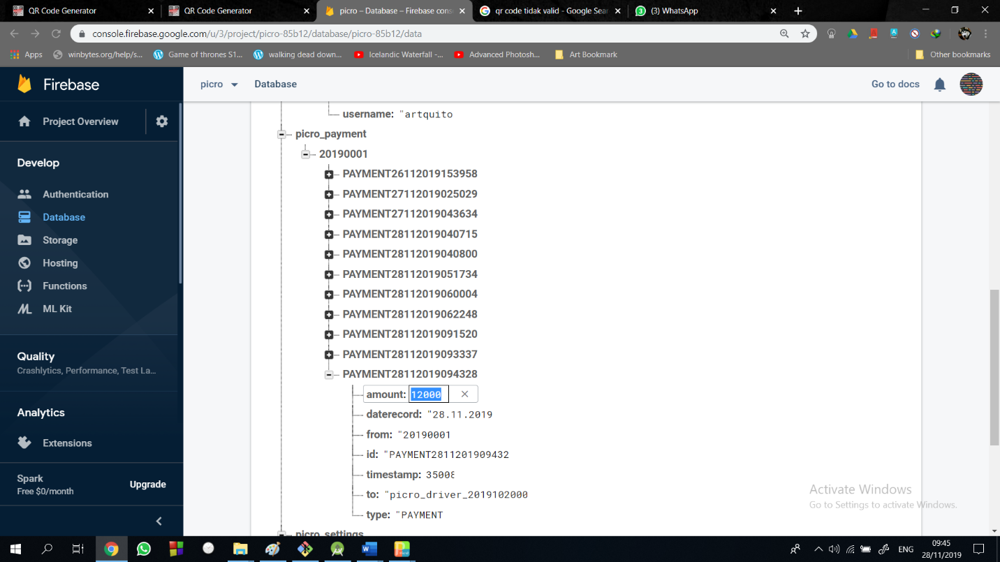 QR Code Generator
QR Code Generator
picro – Database – Firebase cons
qr code tidak valid - Google Sear
(3) WhatsApp
console.firebase.google.com/u/3/project/picro-85b12/database/picro-85b12/data
Apps
winbytes.org/help/s...
Game of thrones S1...
walking dead down...
Icelandic Waterfall -...
Advanced Photosh...
Art Bookmark
Other bookmarks
Firebase
picro
Database
Go to docs
Project Overview
Develop
Authentication
Database
Storage
Hosting
Functions
ML Kit
Quality
Crashlytics, Performance, Test La...
Analytics
Extensions
Spark
Free $0/month
Upgrade
username: "artquito
picro_payment
20190001
PAYMENT26112019153958
PAYMENT27112019025029
PAYMENT27112019043634
PAYMENT28112019040715
PAYMENT28112019040800
PAYMENT28112019051734
PAYMENT28112019060004
PAYMENT28112019062248
PAYMENT28112019091520
PAYMENT28112019093337
PAYMENT28112019094328
amount: 12000
daterecord: "28.11.2019
from: "20190001
id: "PAYMENT2811201909432
timestamp: 35008
to: "picro_driver_2019102000
type: "PAYMENT
picro_settings
Activate Windows
Go to Settings to activate Windows.
ENG
09:45
28/11/2019